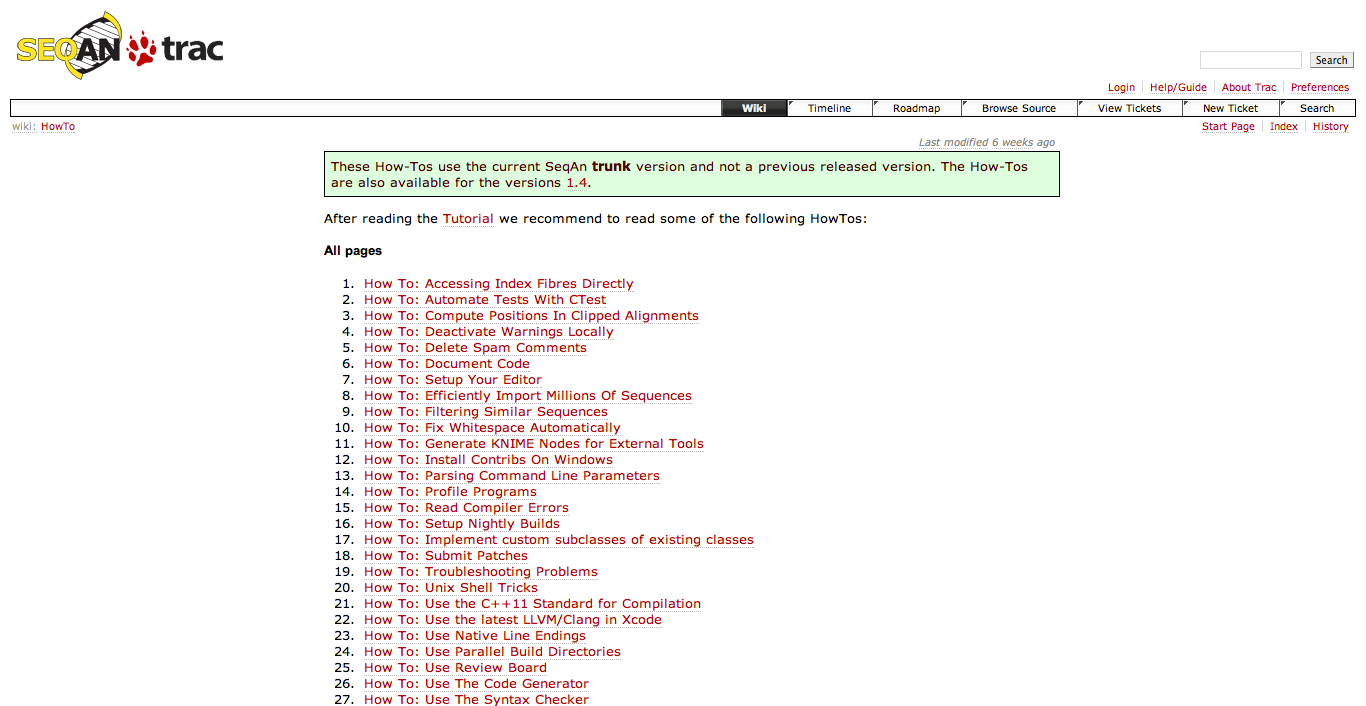 SEQAN trac
Search
Login Help/Guide About Trac Preferences
Wiki Timeline Roadmap Browse Source View Tickets New Ticket Search
wiki: HowTo Start Page Index History
Last modified 6 weeks ago
These How-Tos use the current SeqAn trunk version and not a previous released version. The How-Tos
are also available for the versions 1.4.
After reading the Tutorial we recommend to read some of the following HowTos:
All pages
1. How To: Accessing Index Fibres Directly
2. How To: Automate Tests With CTest
3. How To: Compute Positions In Clipped Alignments
4. How To: Deactivate Warnings Locally
5. How To: Delete Spam Comments
6. How To: Document Code
7. How To: Setup Your Editor
8. How To: Efficiently Import Millions Of Sequences
9. How To: Filtering Similar Sequences
10. How To: Fix Whitespace Automatically
11. How To: Generate KNIME Nodes for External Tools
12. How To: Install Contribs On Windows
13. How To: Parsing Command Line Parameters
14. How To: Profile Programs
15. How To: Read Compiler Errors
16. How To: Setup Nightly Builds
17. How To: Implement custom subclasses of existing classes
18. How To: Submit Patches
19. How To: Troubleshooting Problems
20. How To: Unix Shell Tricks
21. How To: Use the C++11 Standard for Compilation
22. How To: Use the latest LLVM/Clang in Xcode
23. How To: Use Native Line Endings
24. How To: Use Parallel Build Directories
25. How To: Use Review Board
26. How To: Use The Code Generator
27. How To: Use The Syntax Checker